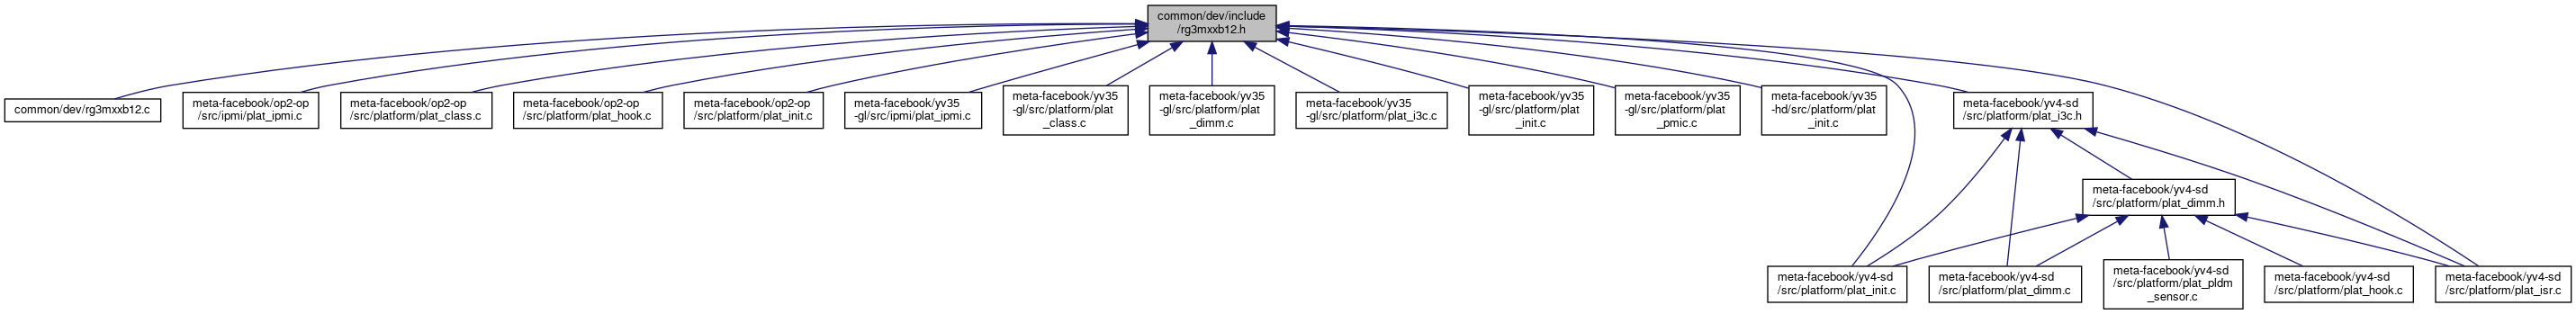 common/dev/include
/rg3mxxb12.h
common/dev/rg3mxxb12.c
meta-facebook/op2-op
/src/ipmi/plat_ipmi.c
meta-facebook/op2-op
/src/platform/plat_class.c
meta-facebook/op2-op
/src/platform/plat_hook.c
meta-facebook/op2-op
/src/platform/plat_init.c
meta-facebook/yv35
-gl/src/ipmi/plat_ipmi.c
meta-facebook/yv35
-gl/src/platform/plat
_class.c
meta-facebook/yv35
-gl/src/platform/plat
_dimm.c
meta-facebook/yv35
-gl/src/platform/plat_i3c.c
meta-facebook/yv35
-gl/src/platform/plat
_init.c
meta-facebook/yv35
-gl/src/platform/plat
_pmic.c
meta-facebook/yv35
-hd/src/platform/plat
_init.c
meta-facebook/yv4-sd
/src/platform/plat_i3c.h
meta-facebook/yv4-sd
/src/platform/plat_dimm.h
meta-facebook/yv4-sd
/src/platform/plat_init.c
meta-facebook/yv4-sd
/src/platform/plat_dimm.c
meta-facebook/yv4-sd
/src/platform/plat_pldm
_sensor.c
meta-facebook/yv4-sd
/src/platform/plat_hook.c
meta-facebook/yv4-sd
/src/platform/plat_isr.c